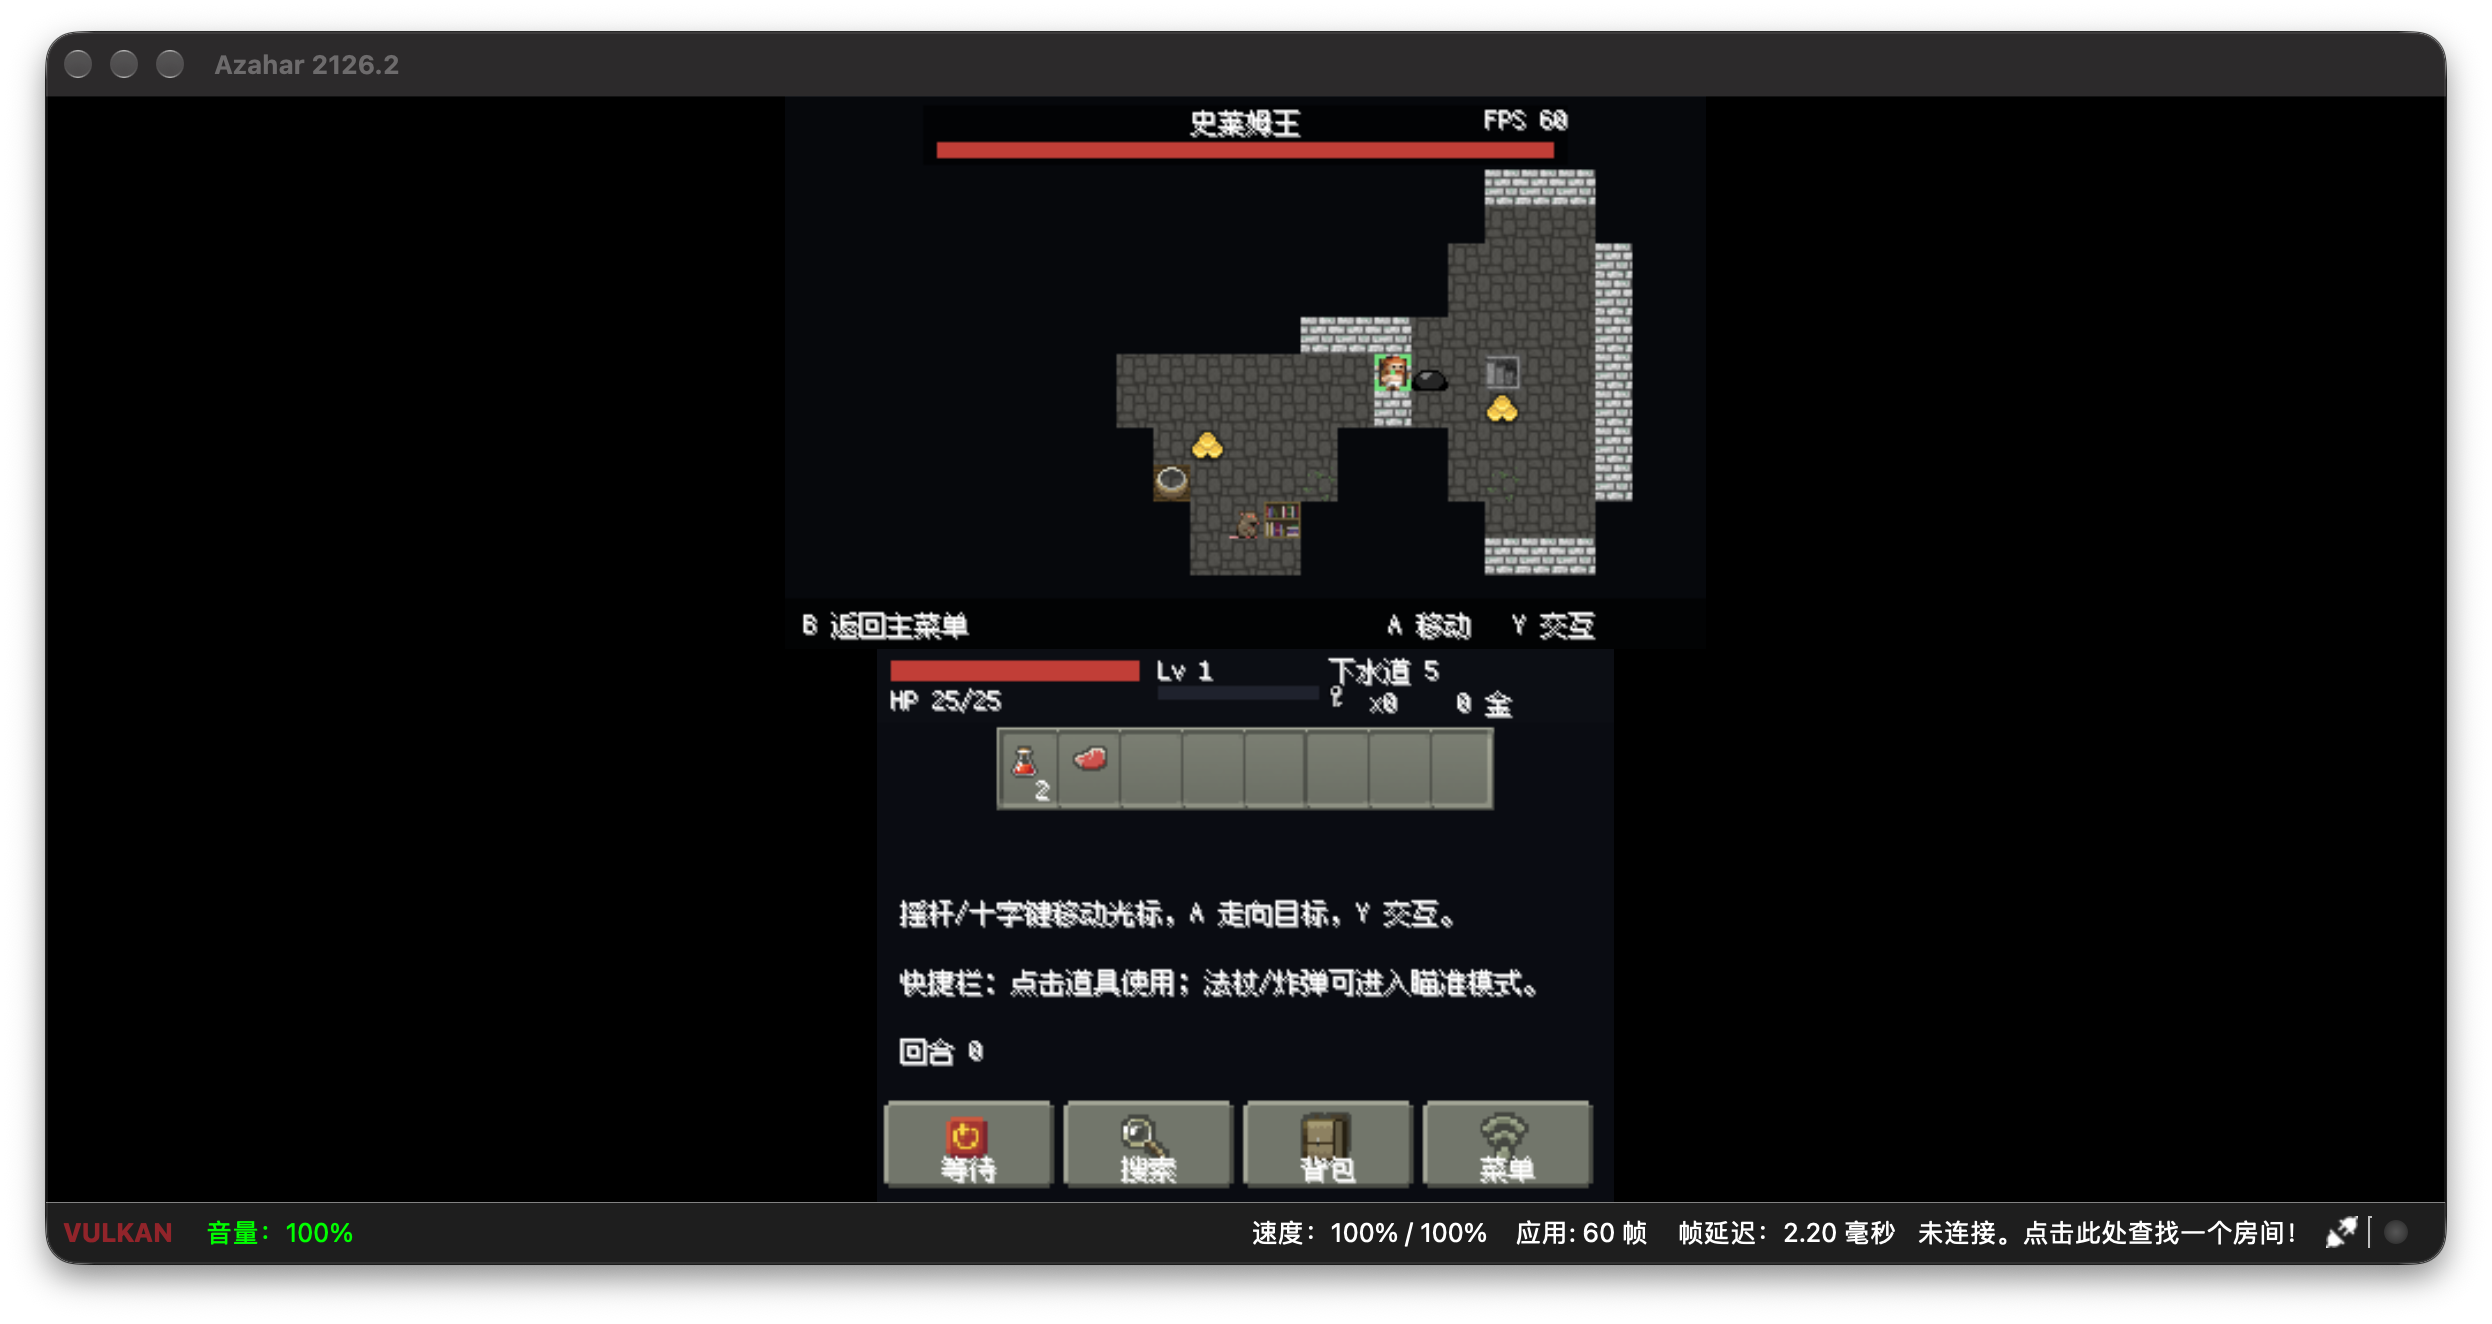 Azahar 2126.2
史莱姆王 FPS 60
B 返回主菜单 A 移动 Y 交互
Lv 1 下水道 5
HP 25/25 x0 0 金
2
摇杆/十字键移动光标，A 走向目标，Y 交互。
快捷栏：点击道具使用；法杖/炸弹可进入瞄准模式。
回合 0
等待 搜索 背包 菜单
VULKAN 音量：100% 速度：100% / 100% 应用: 60 帧 帧延迟：2.20 毫秒 未连接。点击此处查找一个房间！